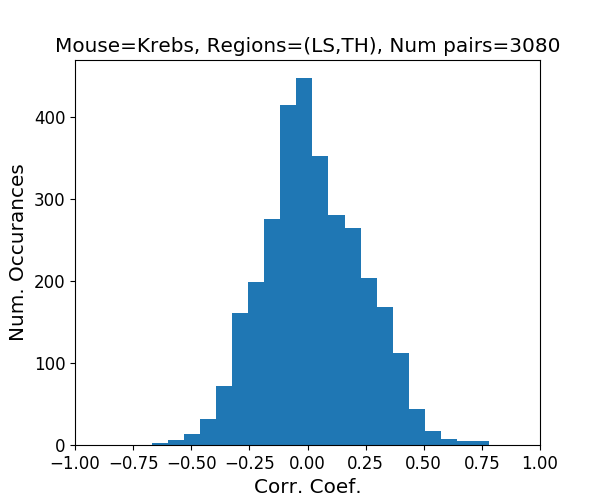 Mouse=Krebs, Regions=(LS,TH), Num pairs=3080
Num. Occurances
400
300
200
100
0
−1.00 −0.75 −0.50 −0.25 0.00 0.25 0.50 0.75 1.00
Corr. Coef.